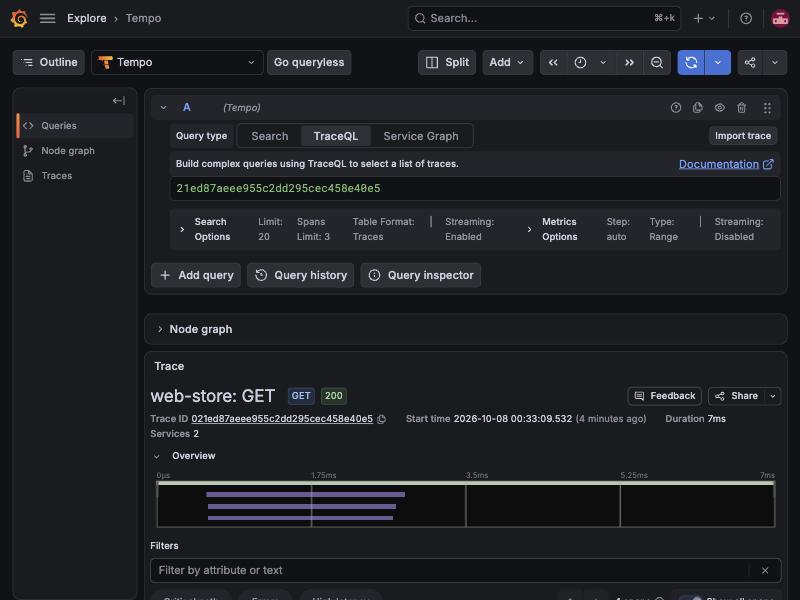 Explore › Tempo
Search... ⌘+k
Outline Tempo Go queryless Split Add
Queries
Node graph
Traces
A (Tempo)
Query type Search TraceQL Service Graph Import trace
Build complex queries using TraceQL to select a list of traces. Documentation
21ed87aeee955c2dd295cec458e40e5
Search Options Limit: 20 Spans Limit: 3 Table Format: Traces | Streaming: Enabled Metrics Options Step: auto Type: Range | Streaming: Disabled
+ Add query Query history Query inspector
Node graph
Trace
web-store: GET GET 200 Feedback Share
Trace ID 021ed87aeee955c2dd295cec458e40e5 Start time 2026-10-08 00:33:09.532 (4 minutes ago) Duration 7ms
Services 2
Overview
0μs 1.75ms 3.5ms 5.25ms 7ms
Filters
Filter by attribute or text